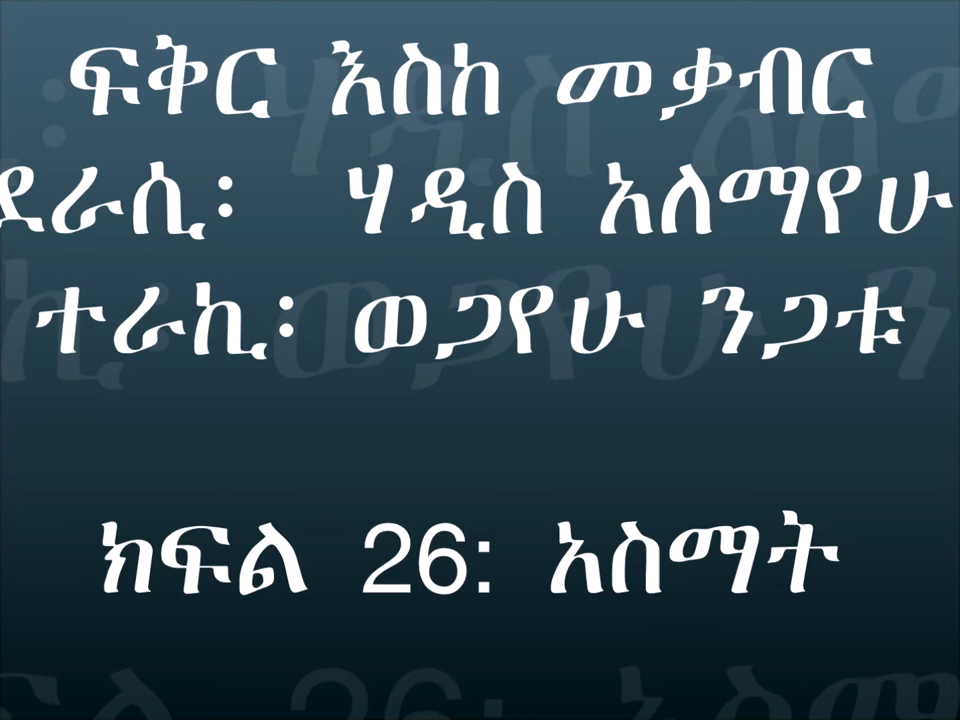 ፍቅር እስከ መቃብር
ደራሲ፡ ሃዲስ አለማየሁ
ተራኪ፡ ወጋየሁ ንጋቱ
ክፍል 26: አስማት